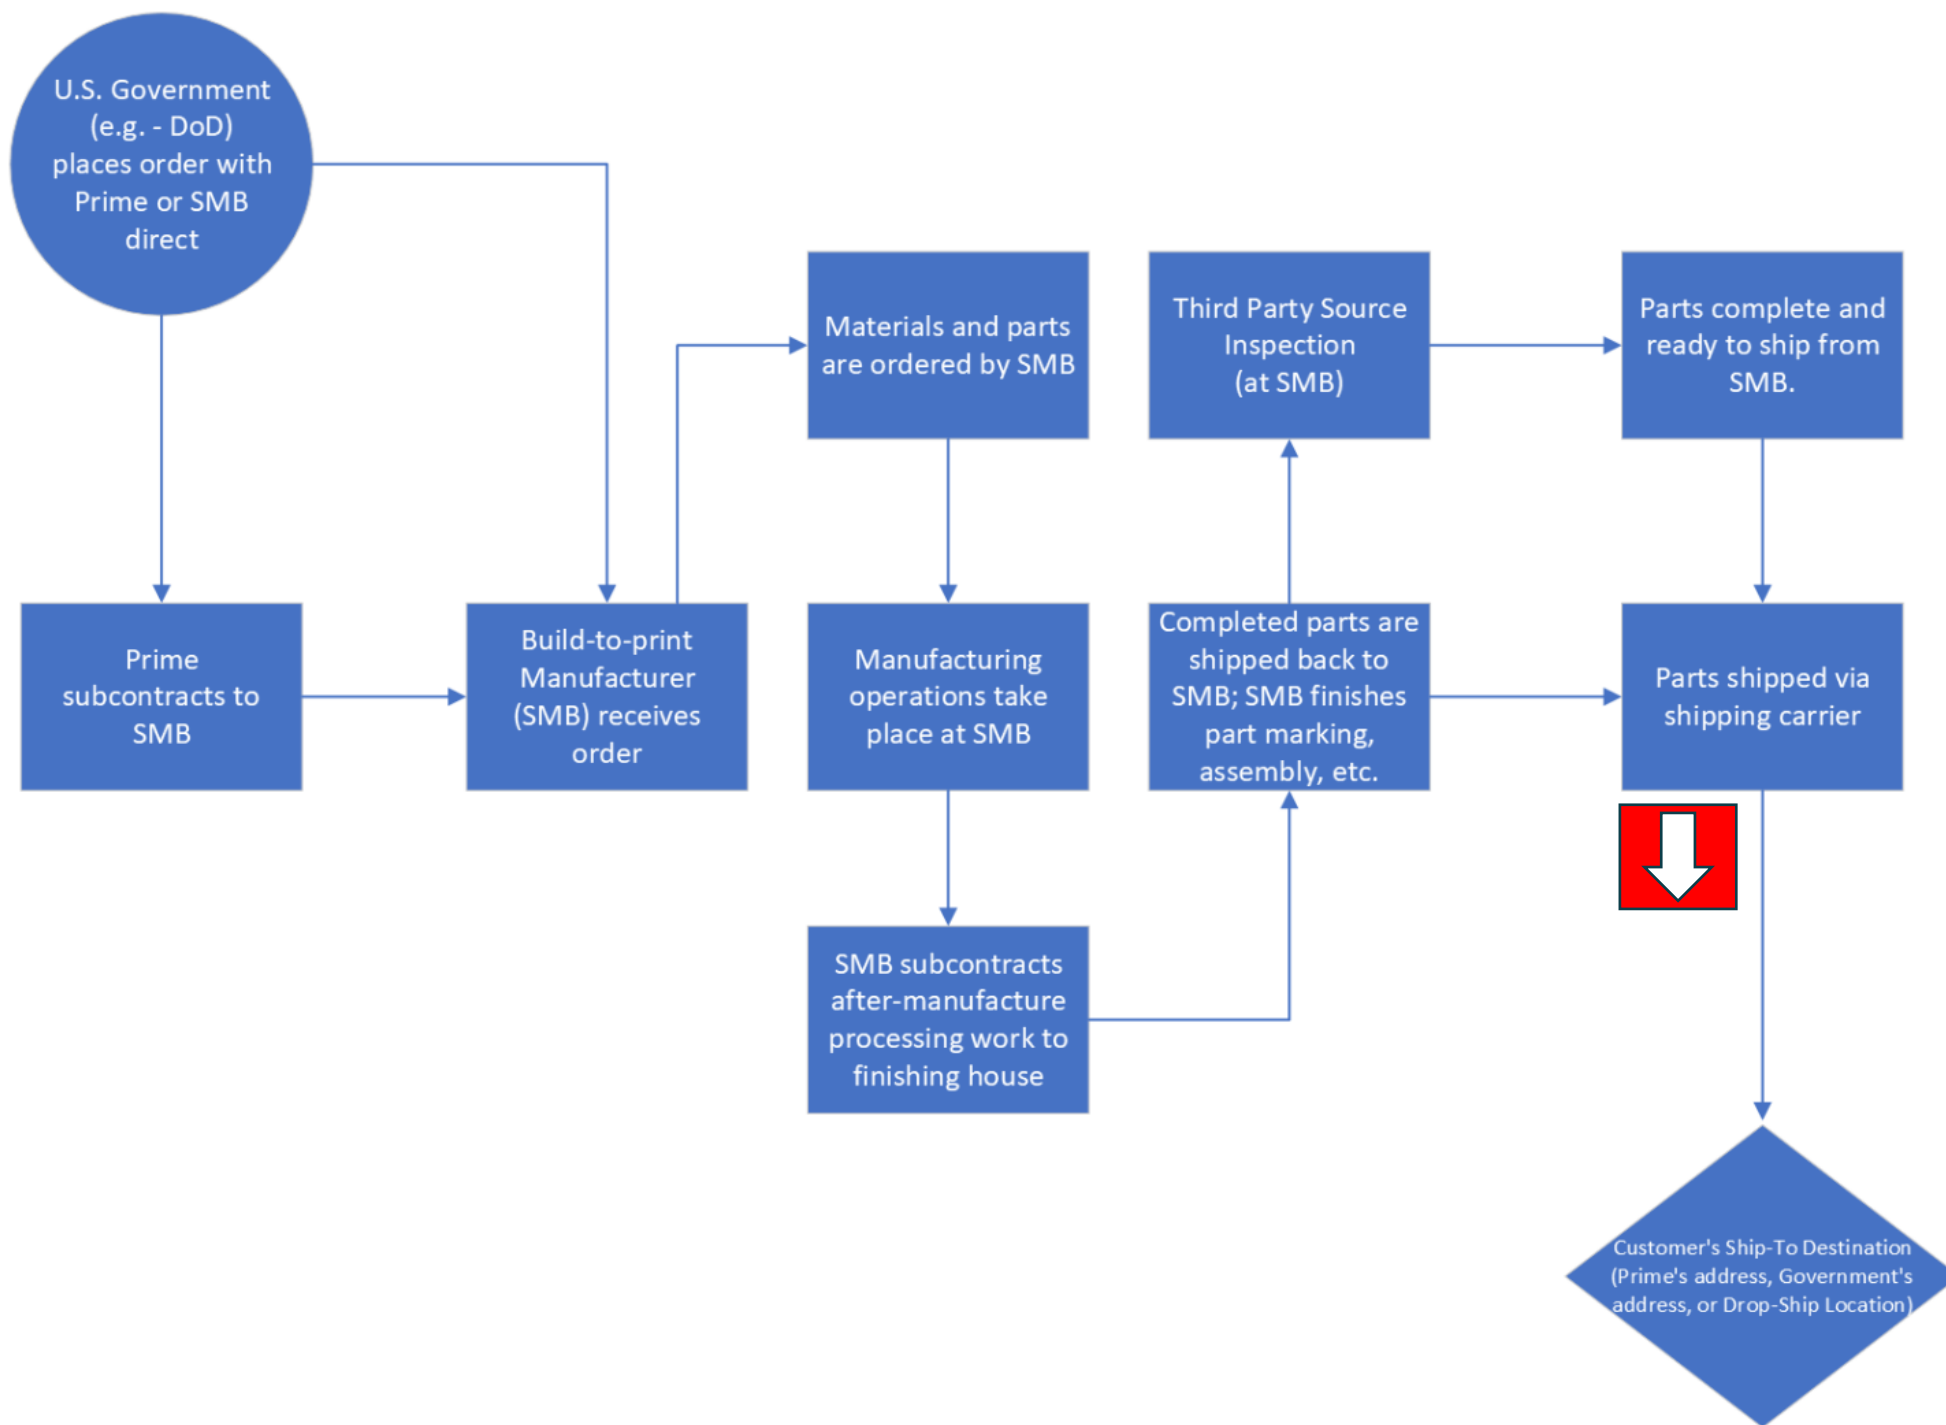 U.S. Government
(e.g. - DoD)
places order with
Prime or SMB
direct
Materials and parts
are ordered by SMB
Third Party Source
Inspection
(at SMB)
Parts complete and
ready to ship from
SMB.
Prime
subcontracts to
SMB
Build-to-print
Manufacturer
(SMB) receives
order
Manufacturing
operations take
place at SMB
Completed parts are
shipped back to
SMB; SMB finishes
part marking,
assembly, etc.
Parts shipped via
shipping carrier
SMB subcontracts
after-manufacture
processing work to
finishing house
Customer's Ship-To Destination
(Prime's address, Government's
address, or Drop-Ship Location)